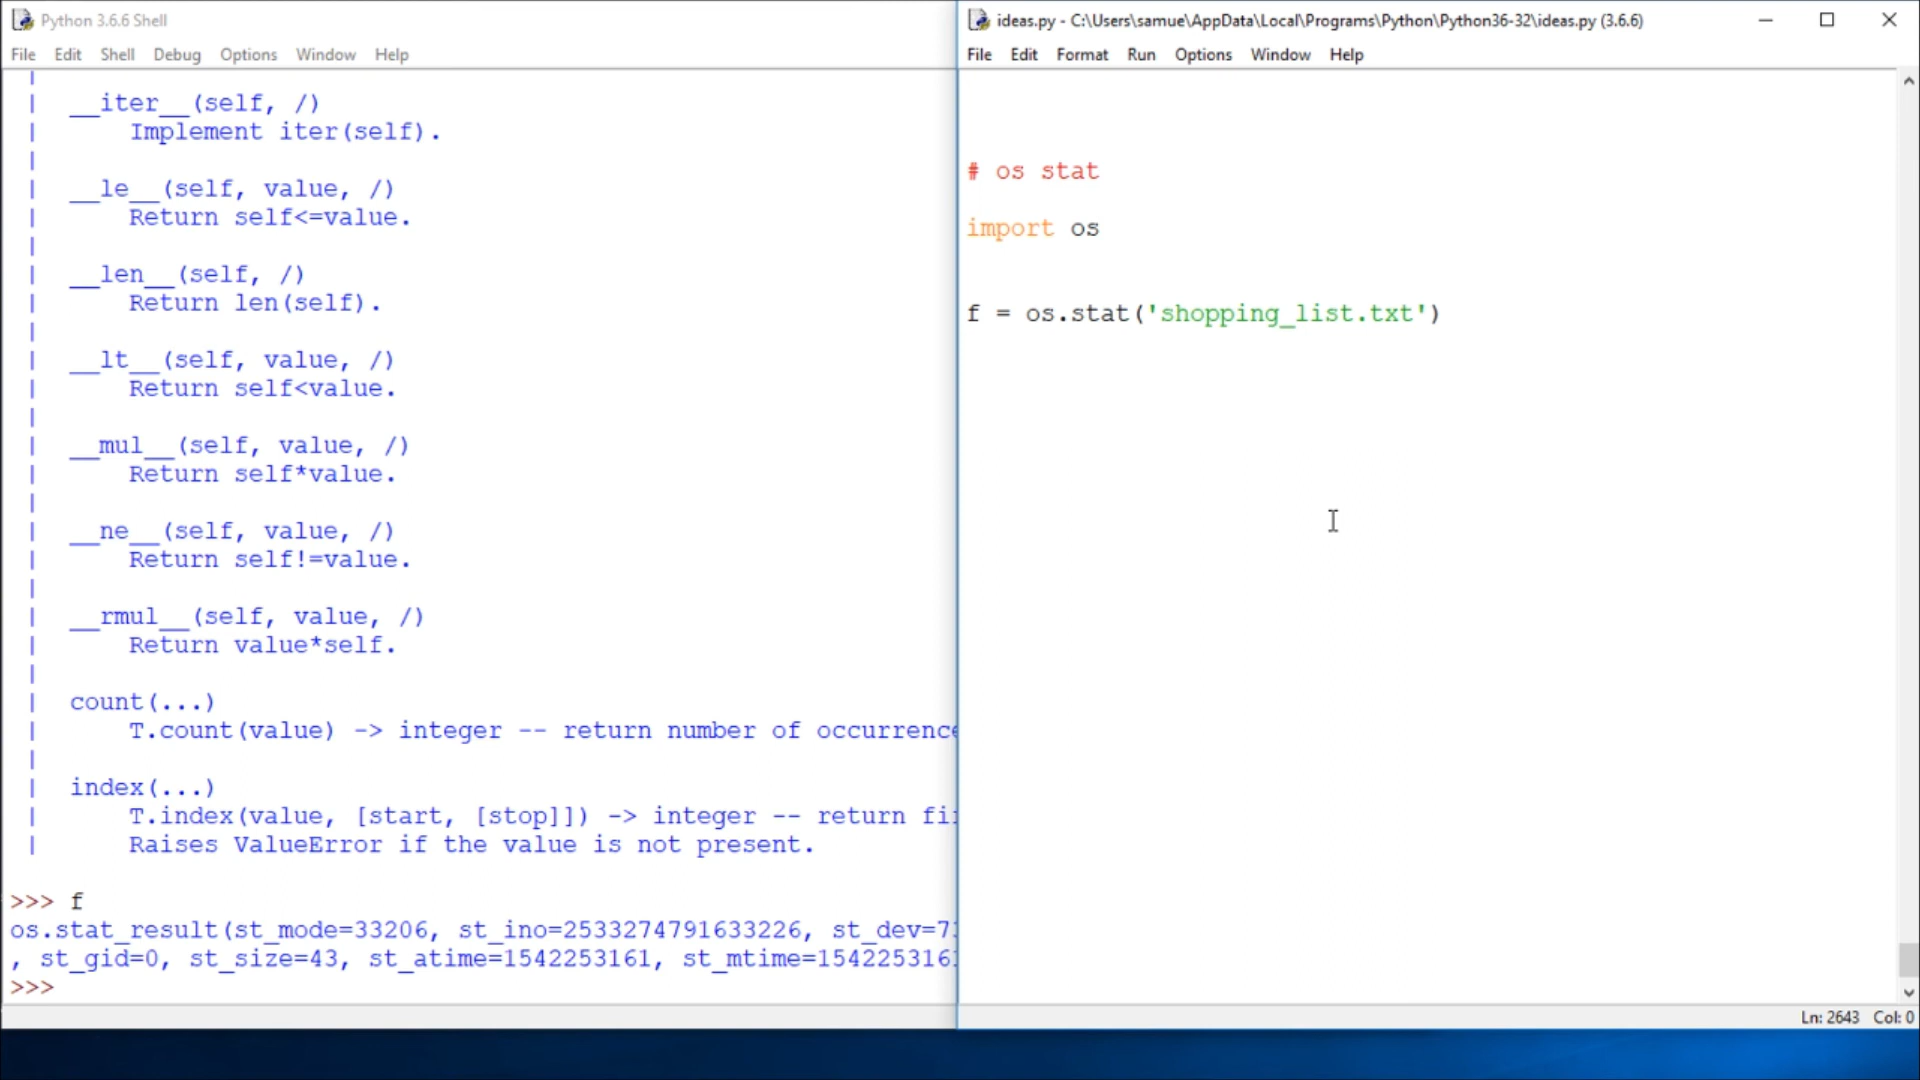 Python 3.6.6 Shell
File Edit Shell Debug Options Window Help
|
| __iter__(self, /)
| Implement iter(self).
|
| __le__(self, value, /)
| Return self<=value.
|
| __len__(self, /)
| Return len(self).
|
| __lt__(self, value, /)
| Return self<value.
|
| __mul__(self, value, /)
| Return self*value.
|
| __ne__(self, value, /)
| Return self!=value.
|
| __rmul__(self, value, /)
| Return value*self.
|
| count(...)
| T.count(value) -> integer -- return number of occurrenc
|
| index(...)
| T.index(value, [start, [stop]]) -> integer -- return fi
| Raises ValueError if the value is not present.
>>> f
os.stat_result(st_mode=33206, st_ino=2533274791633226, st_dev=7
, st_gid=0, st_size=43, st_atime=1542253161, st_mtime=154225316
>>>
ideas.py - C:\Users\samue\AppData\Local\Programs\Python\Python36-32\ideas.py (3.6.6)
File Edit Format Run Options Window Help
# os stat
import os
f = os.stat('shopping_list.txt')
Ln: 2643 Col: 0